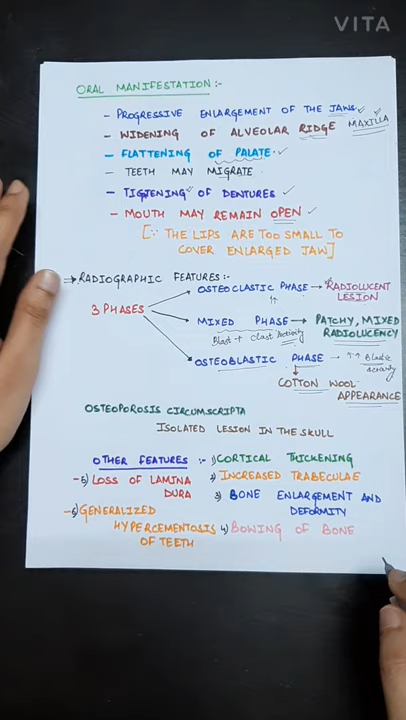 VITA
ORAL MANIFESTATION :-
- PROGRESSIVE ENLARGEMENT OF THE JAWS
- WIDENING OF ALVEOLAR RIDGE MAXILLA
- FLATTENING OF PALATE.
- TEETH MAY MIGRATE
- TIGTENING OF DENTURES
- MOUTH MAY REMAIN OPEN
[∵ THE LIPS ARE TOO SMALL TO
COVER ENLARGED JAW]
⇒ RADIOGRAPHIC FEATURES :-
3 PHASES
OSTEOCLASTIC PHASE → RADIOLUCENT
LESION
↑↑
MIXED PHASE → PATCHY, MIXED
RADIOLUCENCY
Blast + Clast Activity
OSTEOBLASTIC PHASE → ↑↑ Blastic
activity
COTTON WOOL
APPEARANCE
OSTEOPOROSIS CIRCUMSCRIPTA
ISOLATED LESION IN THE SKULL
OTHER FEATURES :- 1) CORTICAL THICKENING
2) INCREASED TRABECULAE
3) BONE ENLARGEMENT AND
DEFORMITY
4) BOWING OF BONE
- 5) LOSS OF LAMINA
DURA
- 6) GENERALIZED
HYPERCEMENTOSIS
OF TEETH